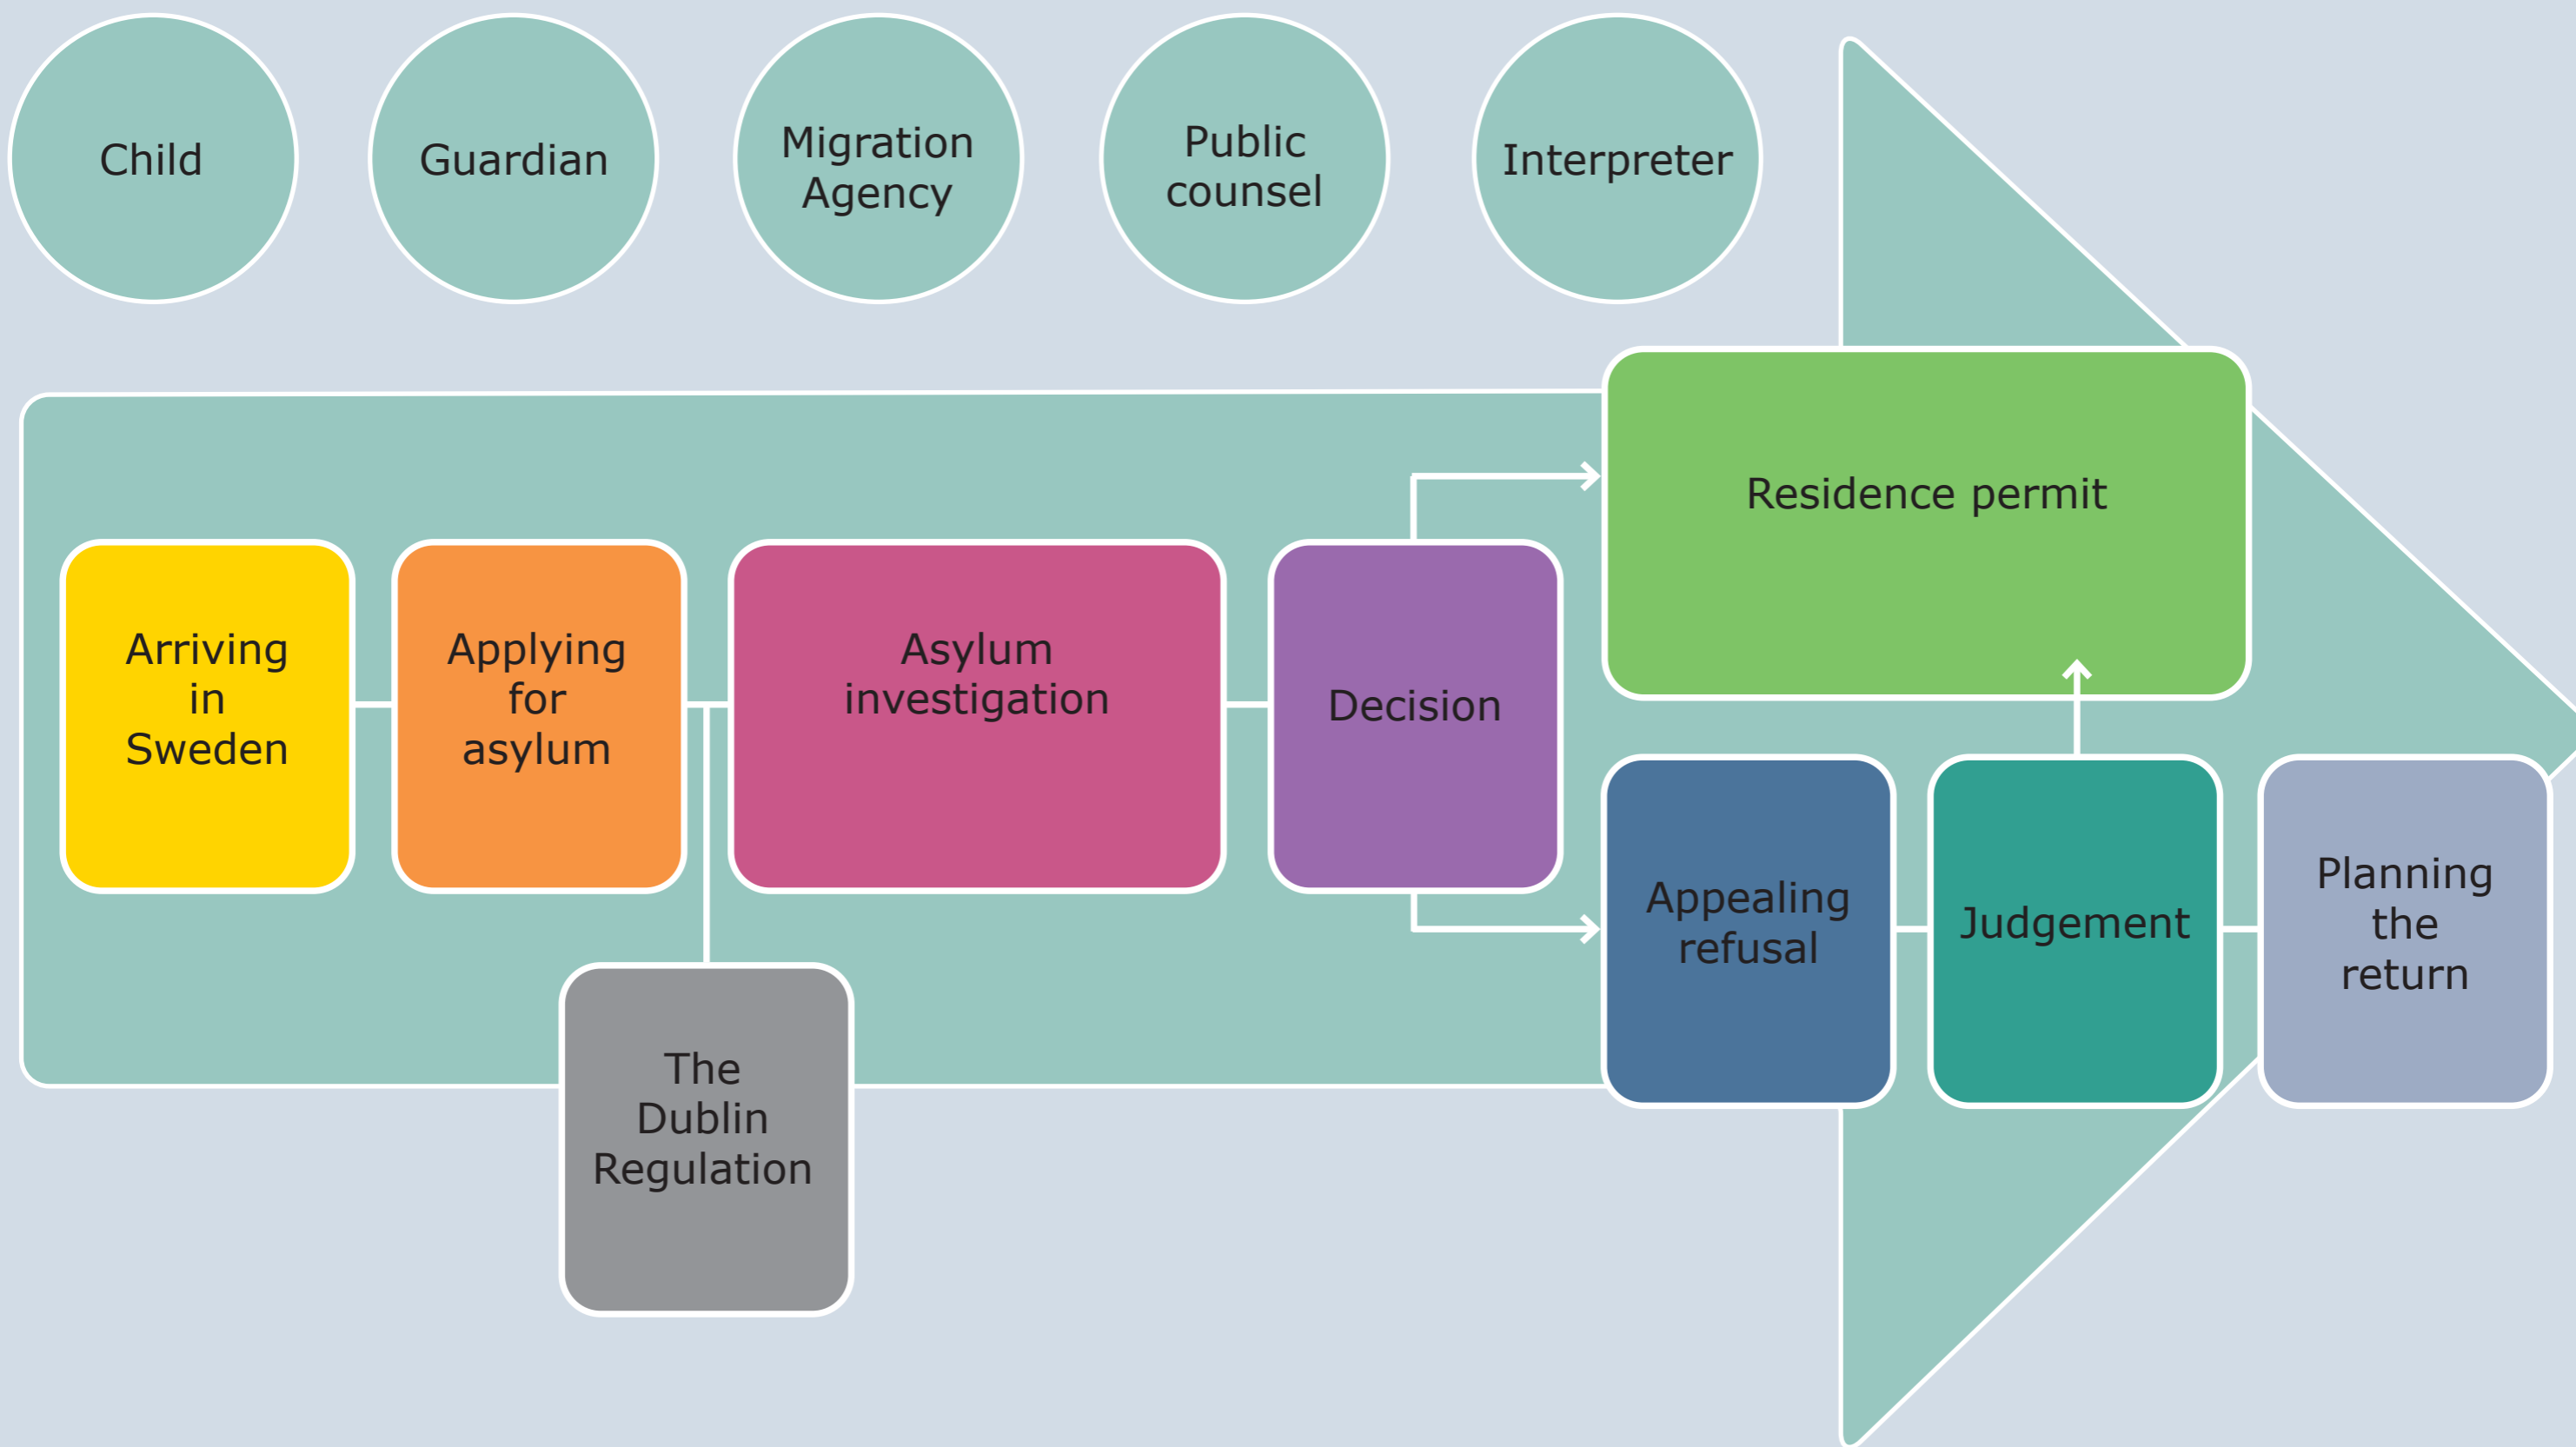 Child
Guardian
Migration
Agency
Public
counsel
Interpreter
Residence permit
Arriving
in
Sweden
Applying
for
asylum
Asylum
investigation
Decision
Appealing
refusal
Judgement
Planning
the
return
The
Dublin
Regulation